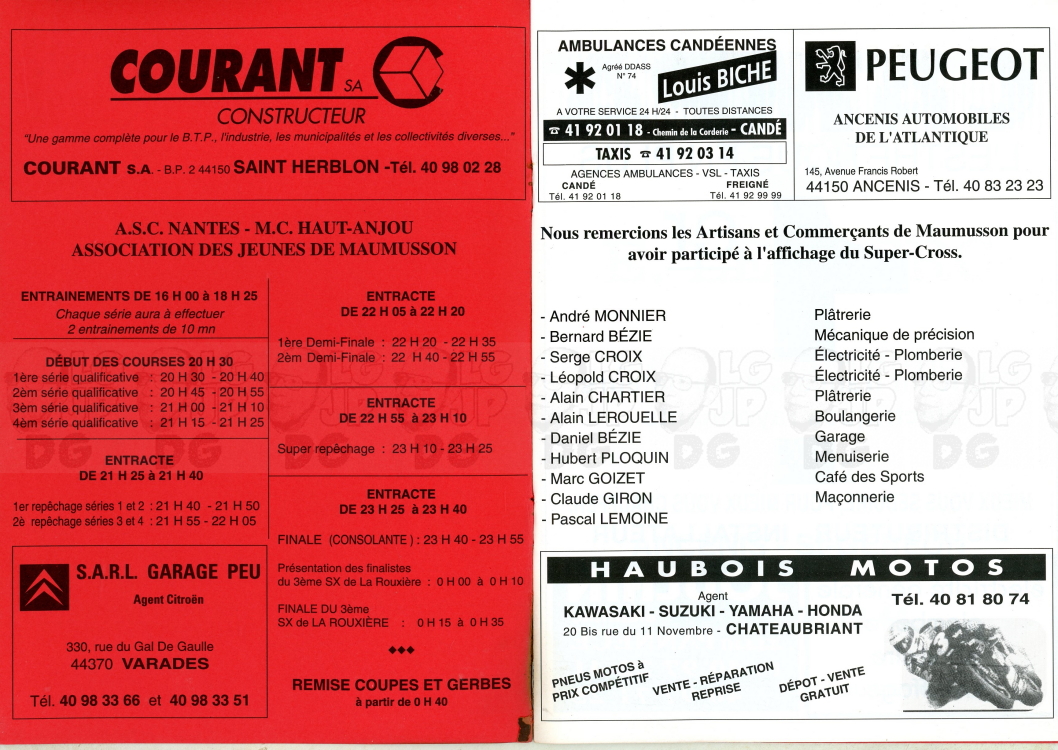 COURANT SA
CONSTRUCTEUR
"Une gamme complète pour le B.T.P., l'industrie, les municipalités et les collectivités diverses..."
COURANT S.A. - B.P. 2 44150 SAINT HERBLON -Tél. 40 98 02 28
A.S.C. NANTES - M.C. HAUT-ANJOU
ASSOCIATION DES JEUNES DE MAUMUSSON
ENTRAINEMENTS DE 16 H 00 à 18 H 25
Chaque série aura à effectuer
2 entrainements de 10 mn
DÉBUT DES COURSES 20 H 30
1ère série qualificative : 20 H 30 - 20 H 40
2èm série qualificative : 20 H 45 - 20 H 55
3èm série qualificative : 21 H 00 - 21 H 10
4èm série qualificative : 21 H 15 - 21 H 25
ENTRACTE
DE 21 H 25 à 21 H 40
1er repêchage séries 1 et 2 : 21 H 40 - 21 H 50
2è repêchage séries 3 et 4 : 21 H 55 - 22 H 05
S.A.R.L. GARAGE PEU
Agent Citroën
330, rue du Gal De Gaulle
44370 VARADES
Tél. 40 98 33 66 et 40 98 33 51
ENTRACTE
DE 22 H 05 à 22 H 20
1ère Demi-Finale : 22 H 20 - 22 H 35
2èm Demi-Finale : 22 H 40 - 22 H 55
ENTRACTE
DE 22 H 55 à 23 H 10
Super repêchage : 23 H 10 - 23 H 25
ENTRACTE
DE 23 H 25 à 23 H 40
FINALE (CONSOLANTE) : 23 H 40 - 23 H 55
Présentation des finalistes
du 3ème SX de La Rouxière : 0 H 00 à 0 H 10
FINALE DU 3ème
SX de LA ROUXIÈRE : 0 H 15 à 0 H 35
REMISE COUPES ET GERBES
à partir de 0 H 40
AMBULANCES CANDÉENNES
Agréé DDASS
N° 74
Louis BICHE
A VOTRE SERVICE 24 H/24 - TOUTES DISTANCES
☎ 41 92 01 18 - Chemin de la Corderie - CANDÉ
TAXIS ☎ 41 92 03 14
AGENCES AMBULANCES - VSL - TAXIS
CANDÉ FREIGNÉ
Tél. 41 92 01 18 Tél. 41 92 99 99
PEUGEOT
ANCENIS AUTOMOBILES
DE L'ATLANTIQUE
145, Avenue Francis Robert
44150 ANCENIS - Tél. 40 83 23 23
Nous remercions les Artisans et Commerçants de Maumusson pour
avoir participé à l'affichage du Super-Cross.
- André MONNIER Plâtrerie
- Bernard BÉZIE Mécanique de précision
- Serge CROIX Électricité - Plomberie
- Léopold CROIX Électricité - Plomberie
- Alain CHARTIER Plâtrerie
- Alain LEROUELLE Boulangerie
- Daniel BÉZIE Garage
- Hubert PLOQUIN Menuiserie
- Marc GOIZET Café des Sports
- Claude GIRON Maçonnerie
- Pascal LEMOINE
HAUBOIS MOTOS
Agent
KAWASAKI - SUZUKI - YAMAHA - HONDA
20 Bis rue du 11 Novembre - CHATEAUBRIANT
Tél. 40 81 80 74
PNEUS MOTOS à
PRIX COMPÉTITIF
VENTE - RÉPARATION
REPRISE
DÉPOT - VENTE
GRATUIT
LG
JP
DG